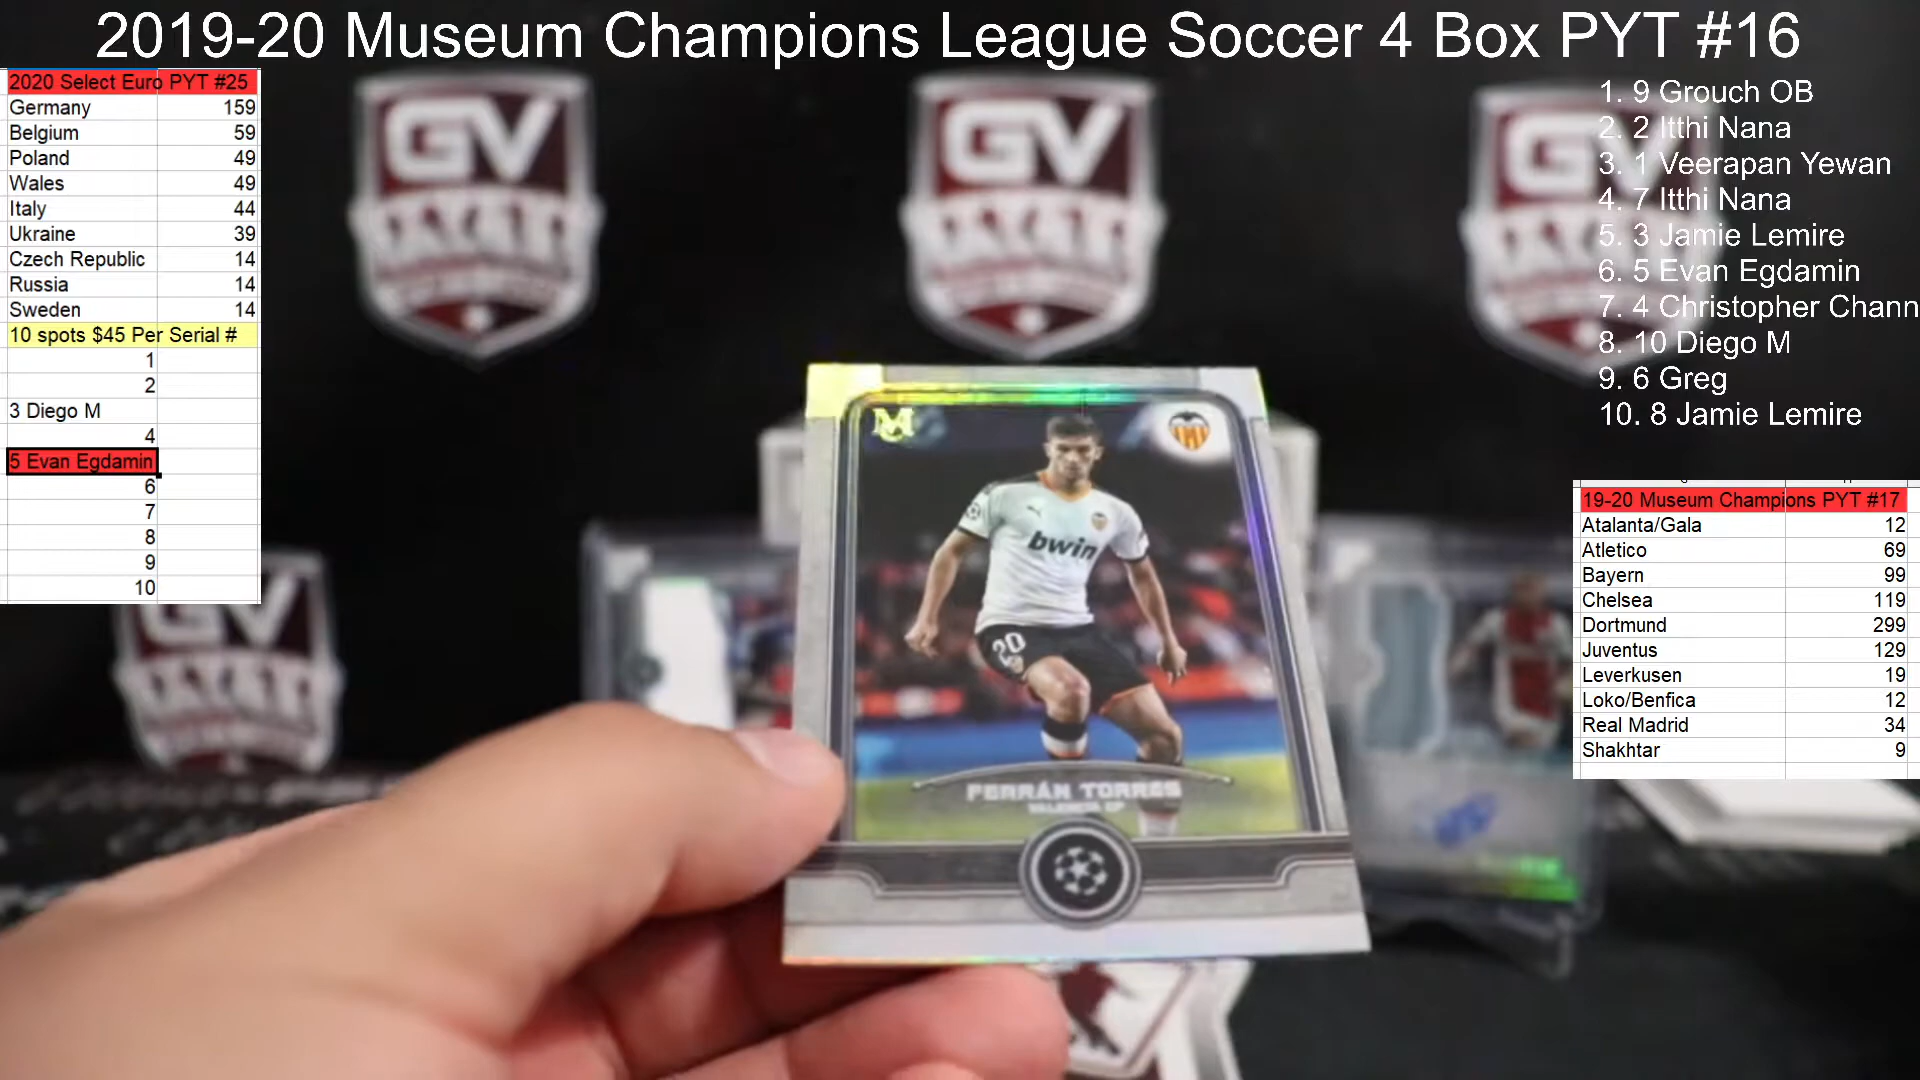 2019-20 Museum Champions League Soccer 4 Box PYT #16
2020 Select Euro PYT #25
Germany 159
Belgium 59
Poland 49
Wales 49
Italy 44
Ukraine 39
Czech Republic 14
Russia 14
Sweden 14
10 spots $45 Per Serial #
1
2
3 Diego M
4
5 Evan Egdamin
6
7
8
9
10
1. 9 Grouch OB
2. 2 Itthi Nana
3. 1 Veerapan Yewan
4. 7 Itthi Nana
5. 3 Jamie Lemire
6. 5 Evan Egdamin
7. 4 Christopher Chann
8. 10 Diego M
9. 6 Greg
10. 8 Jamie Lemire
19-20 Museum Champions PYT #17
Atalanta/Gala 12
Atletico 69
Bayern 99
Chelsea 119
Dortmund 299
Juventus 129
Leverkusen 19
Loko/Benfica 12
Real Madrid 34
Shakhtar 9
GV
GV
GV
M
bwin
20
FERRÁN TORRES
VALENCIA CF